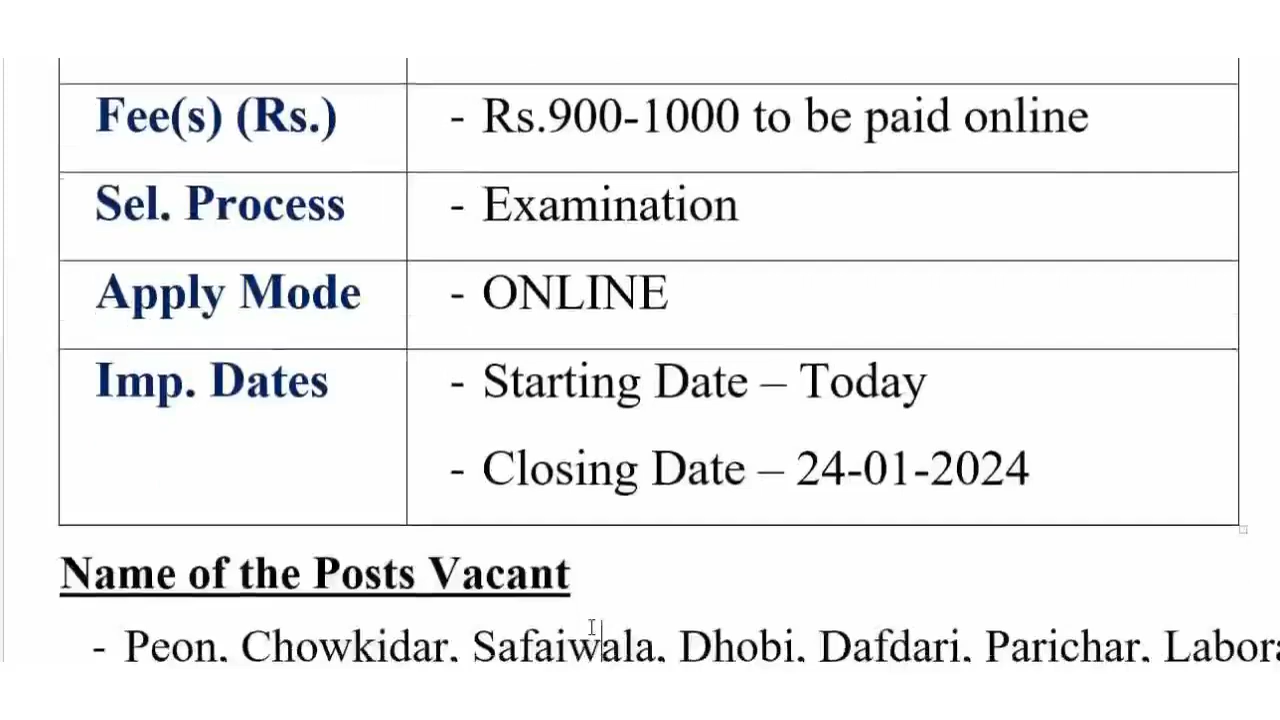 Fee(s) (Rs.) - Rs.900-1000 to be paid online
Sel. Process - Examination
Apply Mode - ONLINE
Imp. Dates - Starting Date – Today
- Closing Date – 24-01-2024
Name of the Posts Vacant
- Peon, Chowkidar, Safaiwala, Dhobi, Dafdari, Parichar,